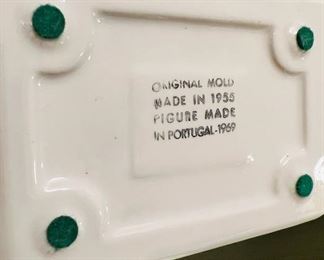 ORIGINAL MOLD
MADE IN 1955
FIGURE MADE
IN PORTUGAL-1969